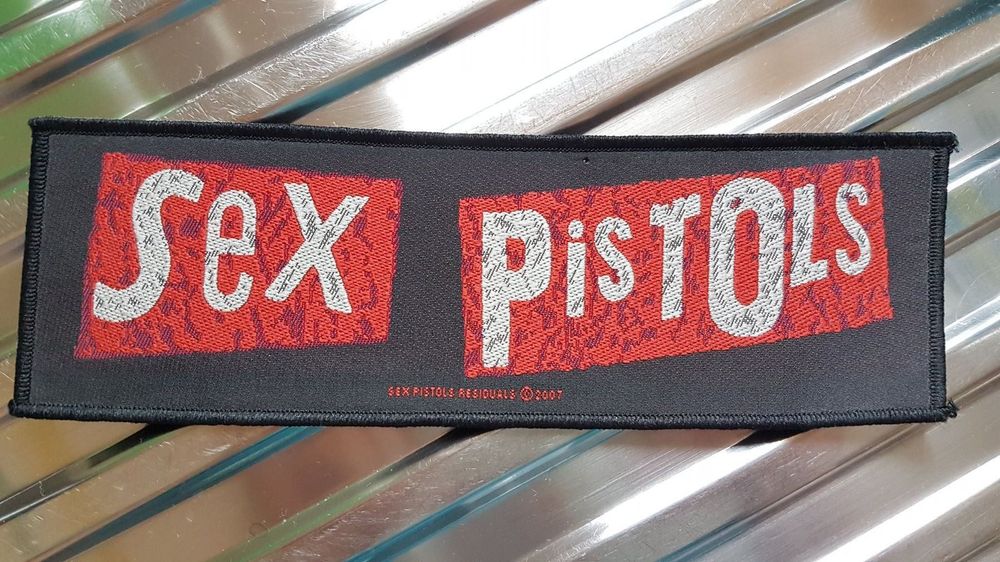 Sex PiSTOLS
SEX PISTOLS RESIDUALS ©2007